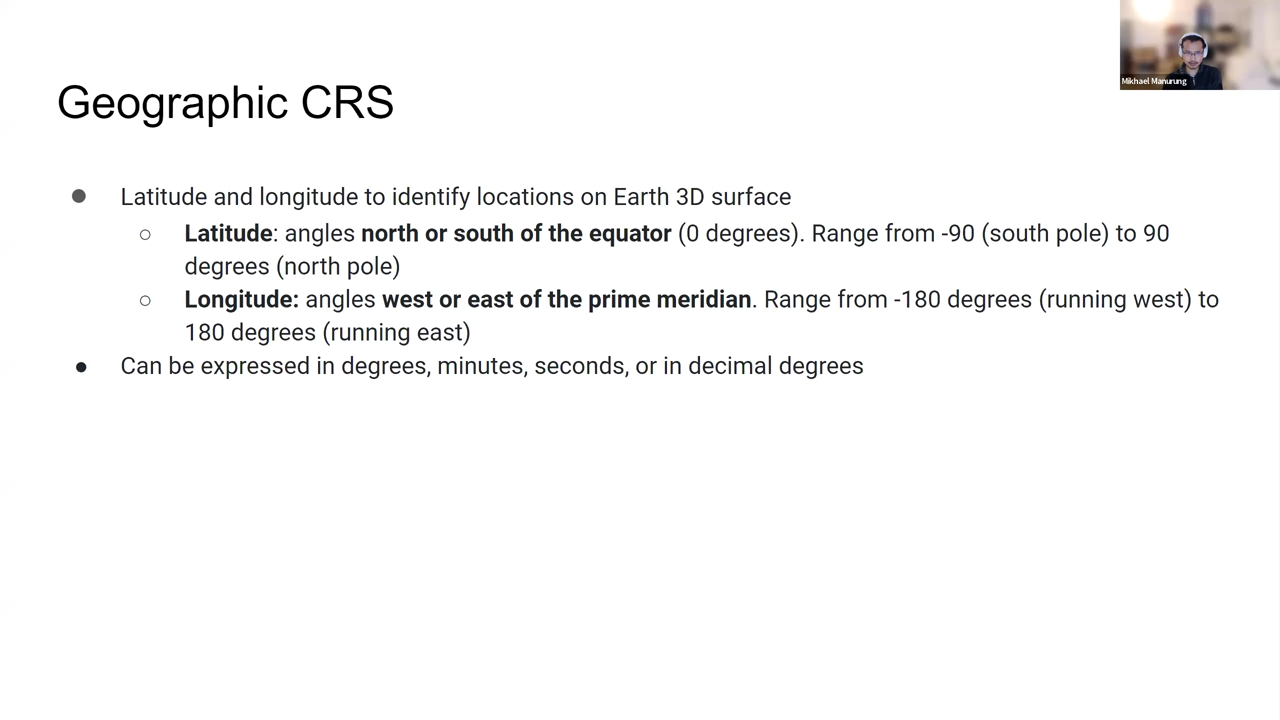 Mikhael Manurung
Geographic CRS
● Latitude and longitude to identify locations on Earth 3D surface
○ Latitude: angles north or south of the equator (0 degrees). Range from -90 (south pole) to 90
degrees (north pole)
○ Longitude: angles west or east of the prime meridian. Range from -180 degrees (running west) to
180 degrees (running east)
● Can be expressed in degrees, minutes, seconds, or in decimal degrees